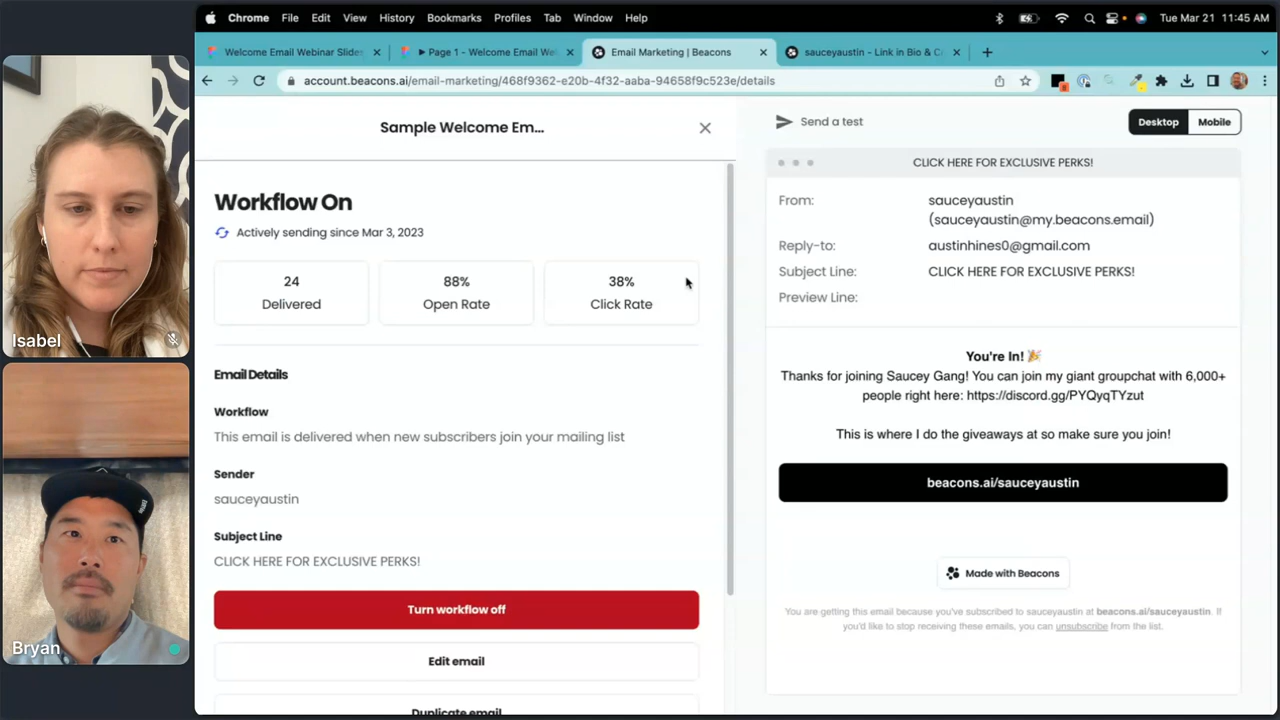 Chrome File Edit View History Bookmarks Profiles Tab Window Help Tue Mar 21 11:45 AM
Welcome Email Webinar Slides Page 1 - Welcome Email We Email Marketing | Beacons sauceyaustin - Link in Bio & C
account.beacons.ai/email-marketing/468f9362-e20b-4f32-aaba-94658f9c523e/details
Isabel
Bryan
Sample Welcome Em...
Workflow On
Actively sending since Mar 3, 2023
24
Delivered
88%
Open Rate
38%
Click Rate
Email Details
Workflow
This email is delivered when new subscribers join your mailing list
Sender
sauceyaustin
Subject Line
CLICK HERE FOR EXCLUSIVE PERKS!
Turn workflow off
Edit email
Duplicate email
Send a test
Desktop Mobile
CLICK HERE FOR EXCLUSIVE PERKS!
From: sauceyaustin
(sauceyaustin@my.beacons.email)
Reply-to: austinhines0@gmail.com
Subject Line: CLICK HERE FOR EXCLUSIVE PERKS!
Preview Line:
You're In! 🎉
Thanks for joining Saucey Gang! You can join my giant groupchat with 6,000+
people right here: https://discord.gg/PYQyqTYzut
This is where I do the giveaways at so make sure you join!
beacons.ai/sauceyaustin
Made with Beacons
You are getting this email because you've subscribed to sauceyaustin at beacons.ai/sauceyaustin. If
you'd like to stop receiving these emails, you can unsubscribe from the list.